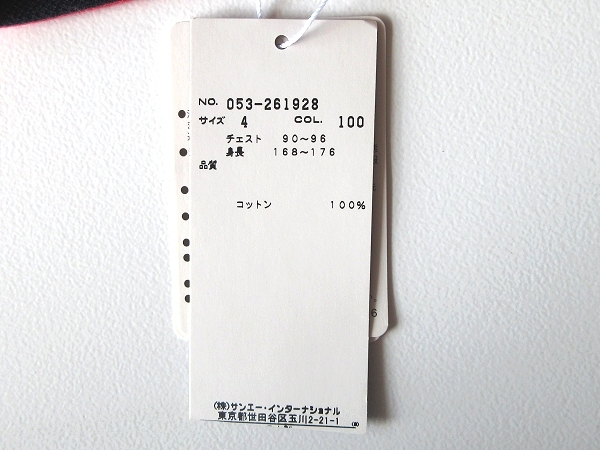 NO. 053-261928
サイズ 4 COL. 100
チェスト 90～96
身長 168～176
品質
コットン 100%
(株)サンエー・インターナショナル
東京都世田谷区玉川2-21-1
6